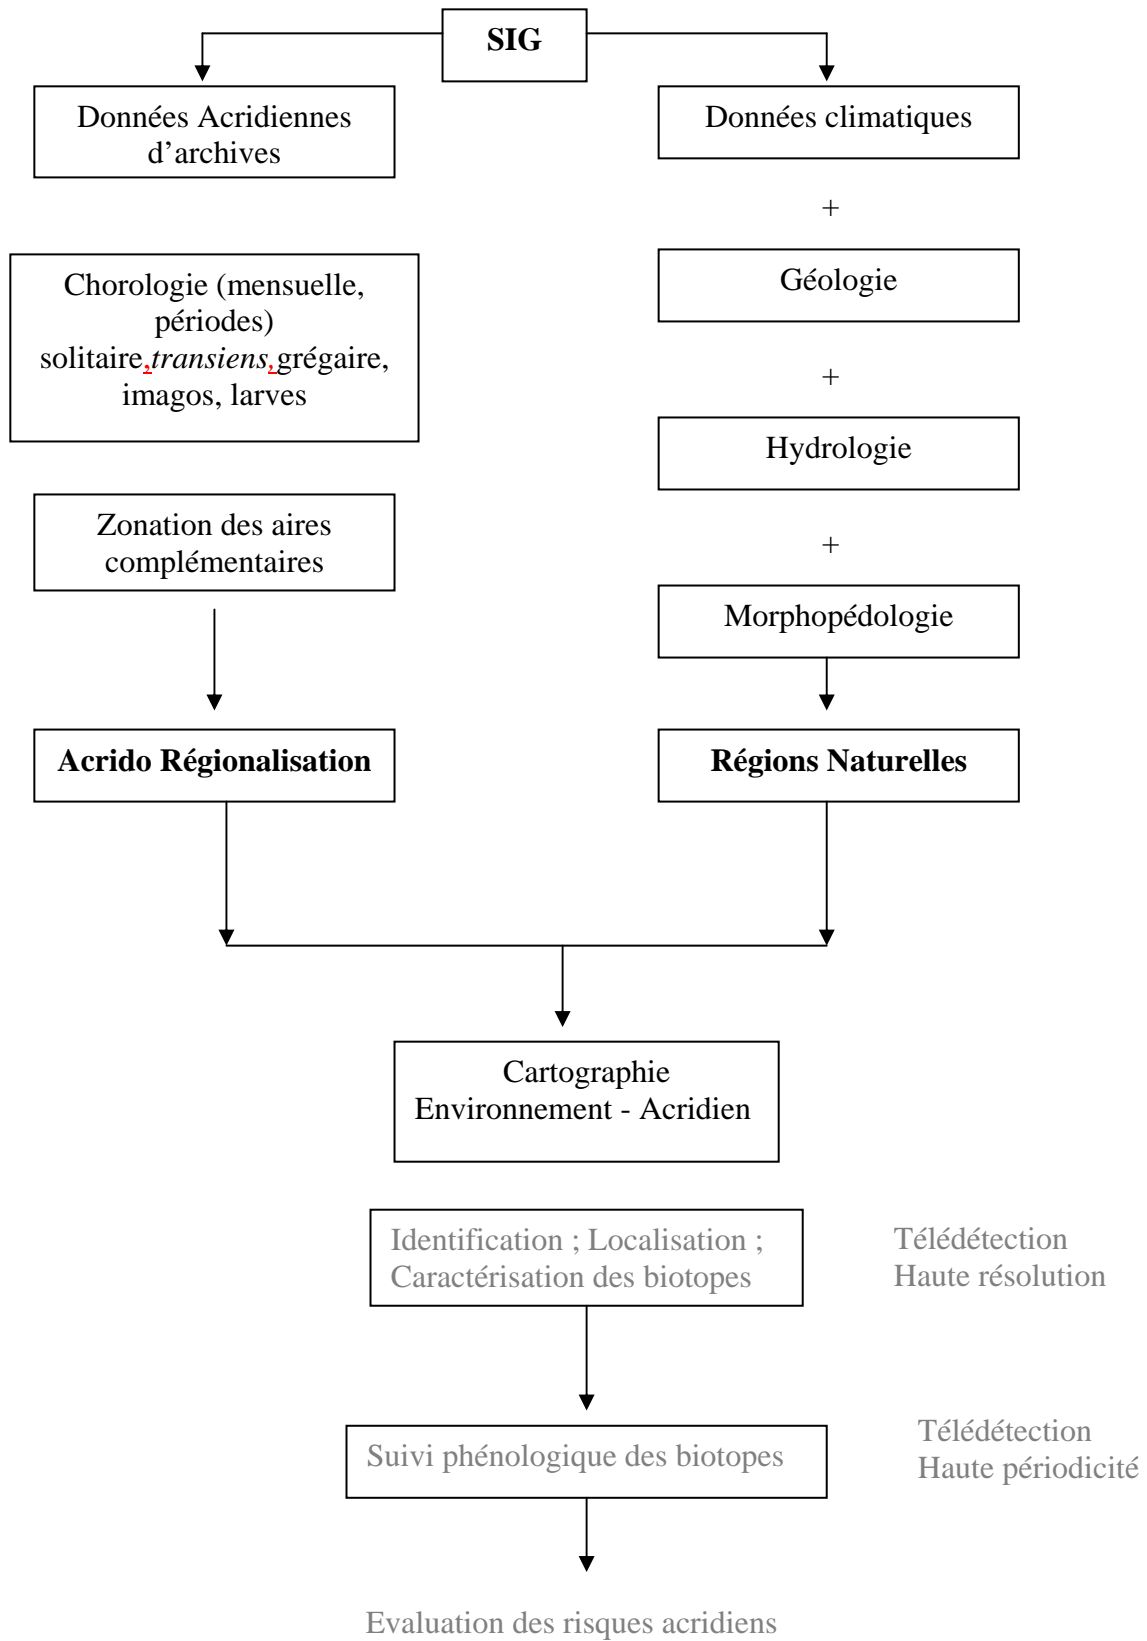 SIG
Données Acridiennes
d’archives
Chorologie (mensuelle,
périodes)
solitaire,transiens,grégaire,
imagos, larves
Zonation des aires
complémentaires
Acrido Régionalisation
Données climatiques
+
Géologie
+
Hydrologie
+
Morphopédologie
Régions Naturelles
Cartographie
Environnement - Acridien
Identification ; Localisation ;
Caractérisation des biotopes
Télédétection
Haute résolution
Suivi phénologique des biotopes
Télédétection
Haute périodicité
Evaluation des risques acridiens